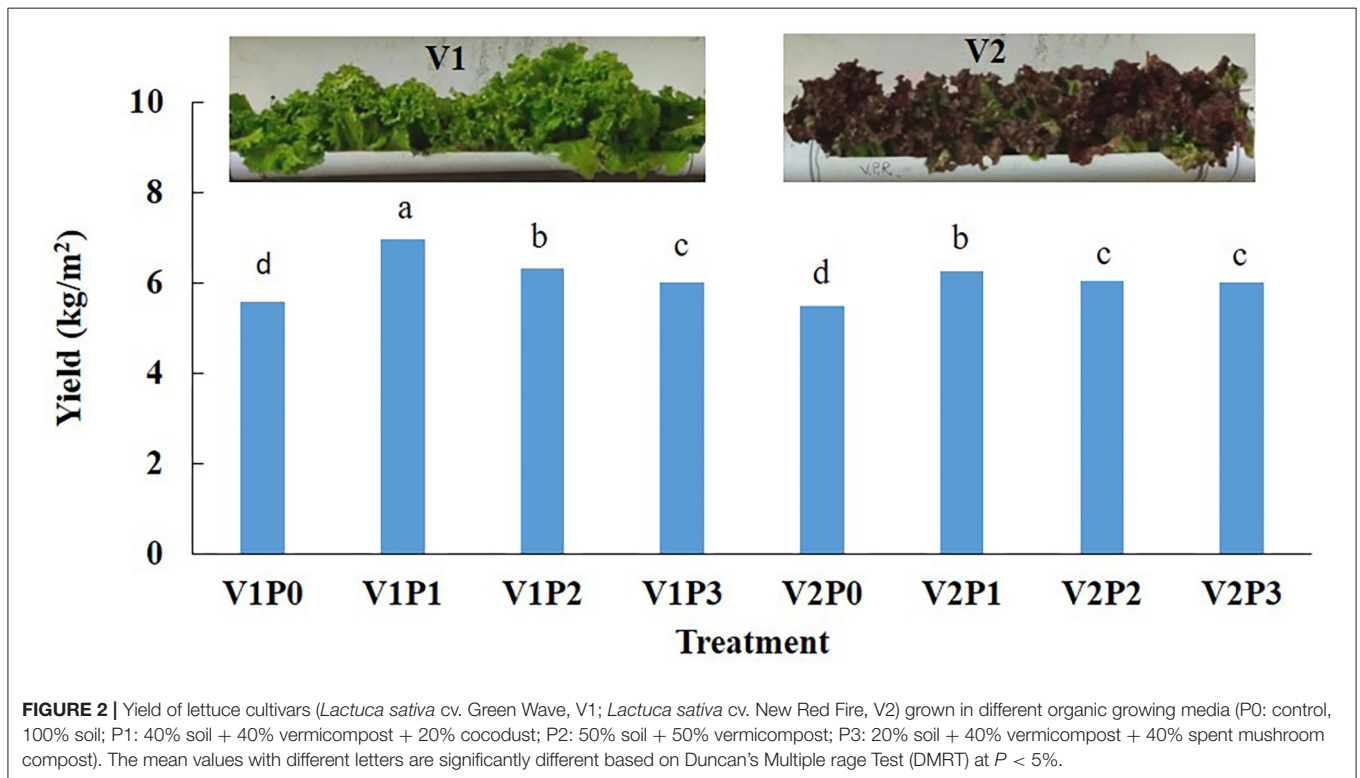 V1
V2
V.P.R.
10
8
6
4
2
0
Yield (kg/m²)
d
a
b
c
d
b
c
c
V1P0 V1P1 V1P2 V1P3 V2P0 V2P1 V2P2 V2P3
Treatment
FIGURE 2 | Yield of lettuce cultivars (Lactuca sativa cv. Green Wave, V1; Lactuca sativa cv. New Red Fire, V2) grown in different organic growing media (P0: control,
100% soil; P1: 40% soil + 40% vermicompost + 20% cocodust; P2: 50% soil + 50% vermicompost; P3: 20% soil + 40% vermicompost + 40% spent mushroom
compost). The mean values with different letters are significantly different based on Duncan's Multiple rage Test (DMRT) at P < 5%.